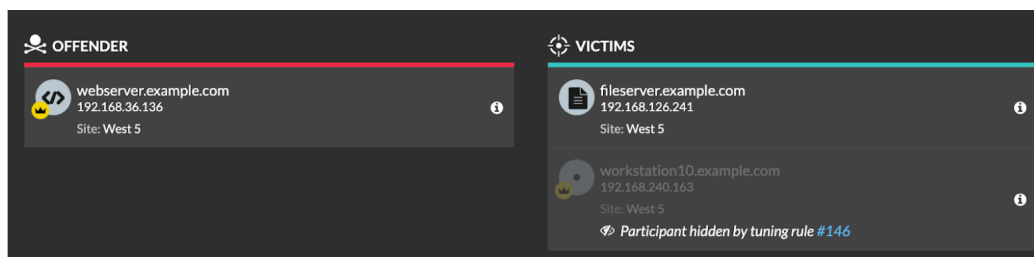 OFFENDER
webserver.example.com
192.168.36.136
Site: West 5
VICTIMS
fileserver.example.com
192.168.126.241
Site: West 5
workstation10.example.com
192.168.240.163
Site: West 5
Participant hidden by tuning rule #146